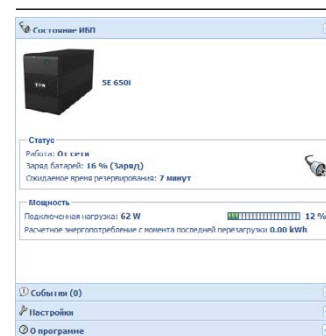 Состояние ИБП
5E 650i
EATON
Статус
Работа: От сети
Заряд батарей: 16 % (Заряд)
Ожидаемое время резервирования: 7 минут
Мощность
Подключенная нагрузка: 62 W 12 %
Расчетное энергопотребление с момента последней перезагрузки 0.00 kWh
События (0)
Настройки
О программе